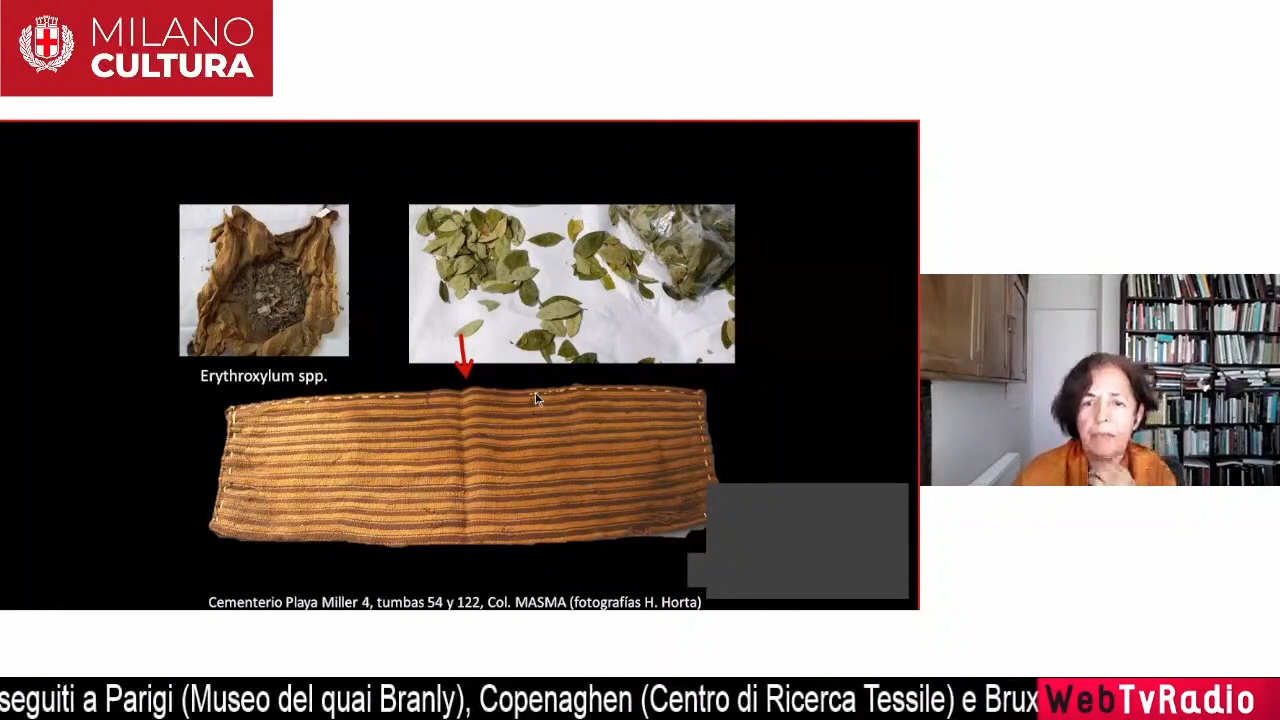 MILANO
CULTURA
Erythroxylum spp.
Cementerio Playa Miller 4, tumbas 54 y 122, Col. MASMA (fotografías H. Horta)
seguiti a Parigi (Museo del quai Branly), Copenaghen (Centro di Ricerca Tessile) e Brux
WebTvRadio